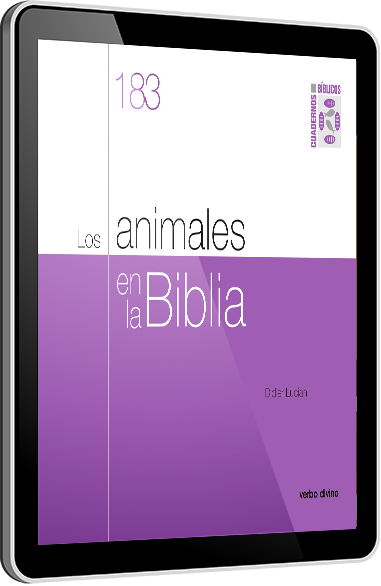 183
CUADERNOS
BÍBLICOS
Los animales
en
la Biblia
Didier Luciani
verbo divino